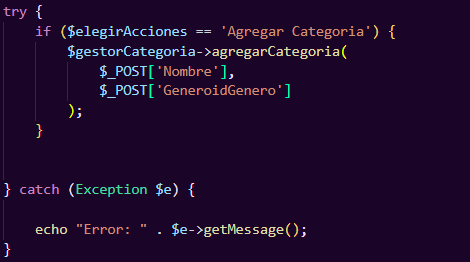 try {
if ($elegirAcciones == 'Agregar Categoria') {
$gestorCategoria->agregarCategoria(
$_POST['Nombre'],
$_POST['GeneroidGenero']
);
}
} catch (Exception $e) {
echo "Error: " . $e->getMessage();
}